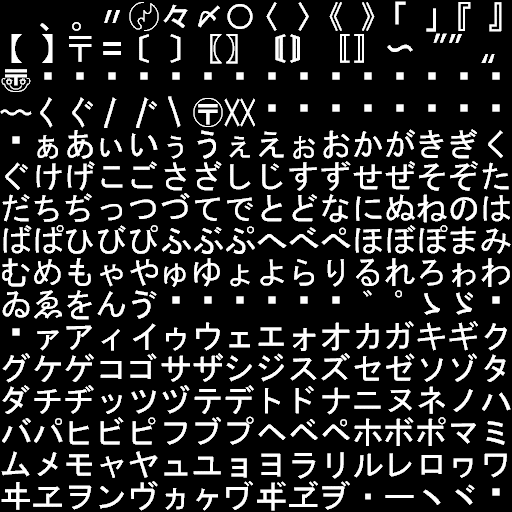 、。〃〄々〆〇〈〉《》「」『』
【】〒〓〔〕〖〗〘〙〚〛〜〝〞〟
〠
〰〱〲〳〴〵〶〷
ぁあぃいぅうぇえぉおかがきぎく
ぐけげこごさざしじすずせぜそぞた
だちぢっつづてでとどなにぬねのは
ばぱひびぴふぶぷへべぺほぼぽまみ
むめもゃやゅゆょよらりるれろゎわ
ゐゑをんゔ゛゜ゝゞ
ァアィイゥウェエォオカガキギク
グケゲコゴサザシジスズセゼソゾタ
ダチヂッツヅテデトドナニヌネノハ
バパヒビピフブプヘベペホボポマミ
ムメモャヤュユョヨラリルレロヮワ
ヰヱヲンヴヵヶヷヸヹヺ・ーヽヾ